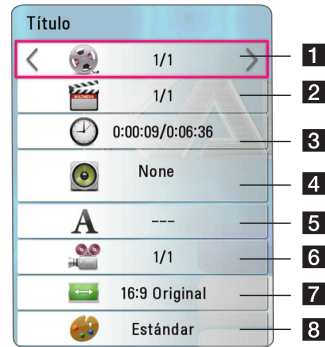 Título
1/1 1
1/1 2
0:00:09/0:06:36 3
None 4
A --- 5
1/1 6
16:9 Original 7
Estándar 8